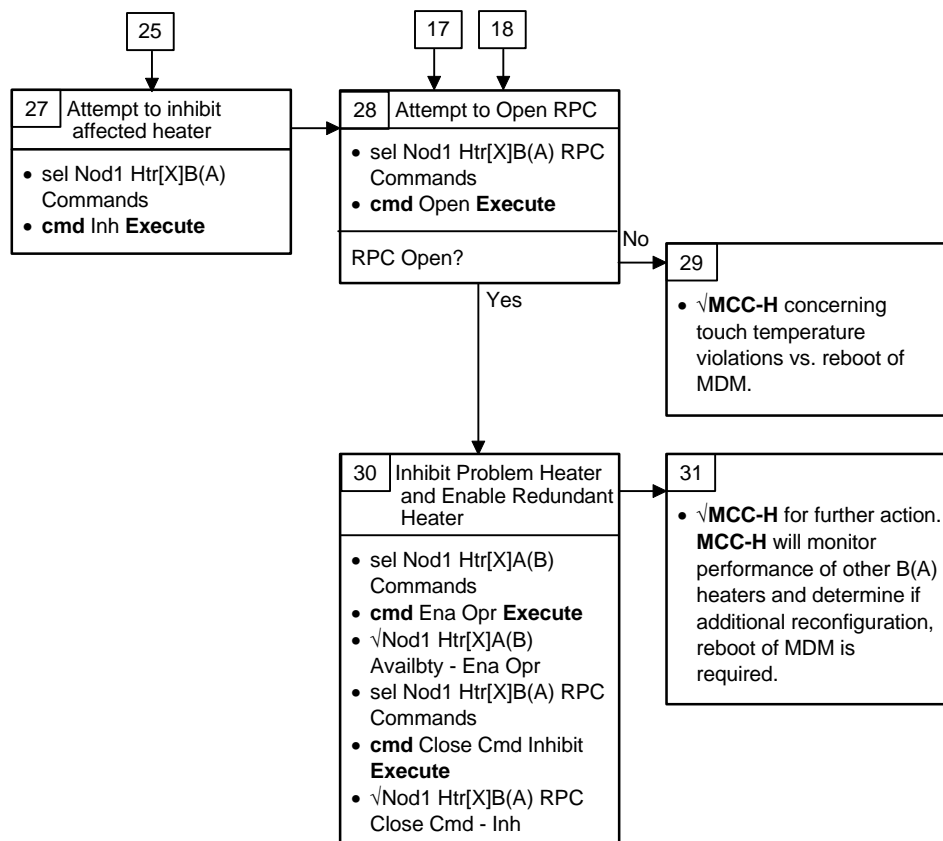 25
17
18
27
Attempt to inhibit
affected heater
• sel Nod1 Htr[X]B(A)
Commands
• cmd Inh Execute
28
Attempt to Open RPC
• sel Nod1 Htr[X]B(A) RPC
Commands
• cmd Open Execute
RPC Open?
No
Yes
29
• √MCC-H concerning
touch temperature
violations vs. reboot of
MDM.
30
Inhibit Problem Heater
and Enable Redundant
Heater
• sel Nod1 Htr[X]A(B)
Commands
• cmd Ena Opr Execute
• √Nod1 Htr[X]A(B)
Availbty - Ena Opr
• sel Nod1 Htr[X]B(A) RPC
Commands
• cmd Close Cmd Inhibit
Execute
• √Nod1 Htr[X]B(A) RPC
Close Cmd - Inh
31
• √MCC-H for further action.
MCC-H will monitor
performance of other B(A)
heaters and determine if
additional reconfiguration,
reboot of MDM is
required.